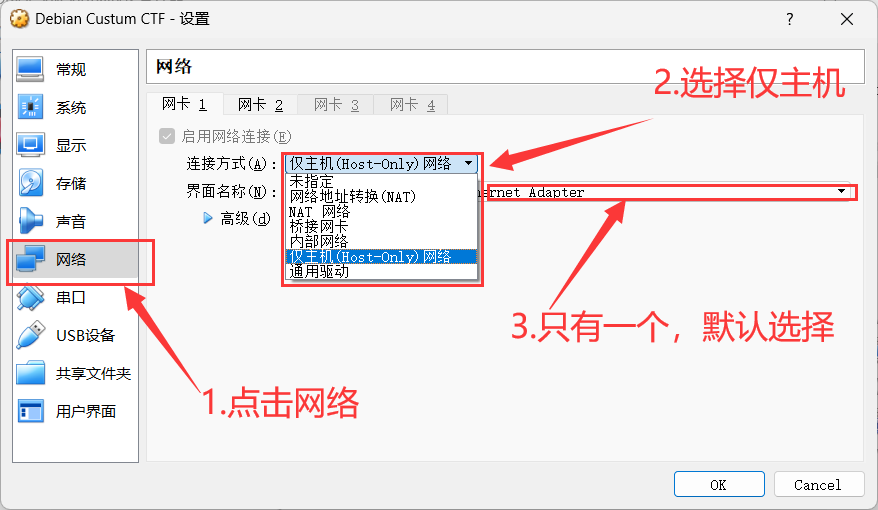 Debian Custum CTF - 设置
?
常规
系统
显示
存储
声音
网络
串口
USB设备
共享文件夹
用户界面
网络
网卡 1
网卡 2
网卡 3
网卡 4
启用网络连接(E)
连接方式(A):
仅主机(Host-Only)网络
未指定
网络地址转换(NAT)
NAT 网络
桥接网卡
内部网络
仅主机(Host-Only)网络
通用驱动
界面名称(N):
ernet Adapter
高级(d)
1.点击网络
2.选择仅主机
3.只有一个，默认选择
OK
Cancel